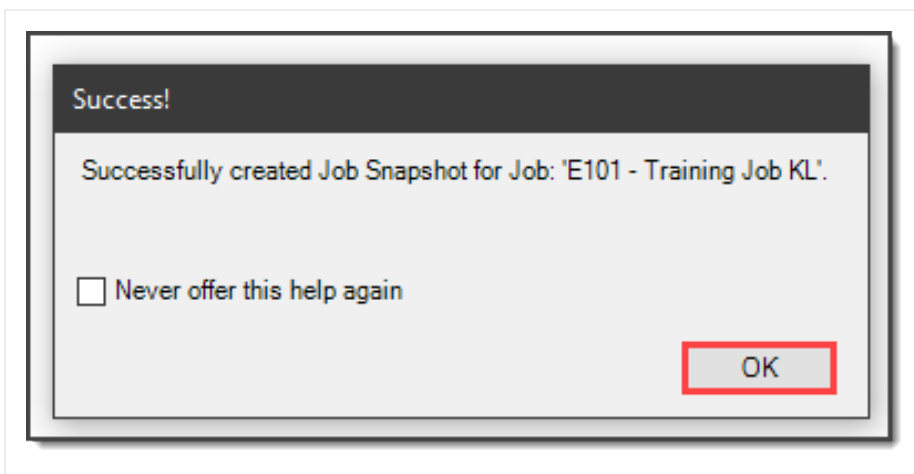 Success!
Successfully created Job Snapshot for Job: 'E101 - Training Job KL'.
Never offer this help again
OK